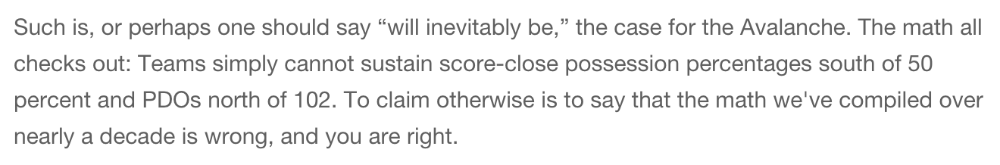 Such is, or perhaps one should say “will inevitably be,” the case for the Avalanche. The math all
checks out: Teams simply cannot sustain score-close possession percentages south of 50
percent and PDOs north of 102. To claim otherwise is to say that the math we've compiled over
nearly a decade is wrong, and you are right.